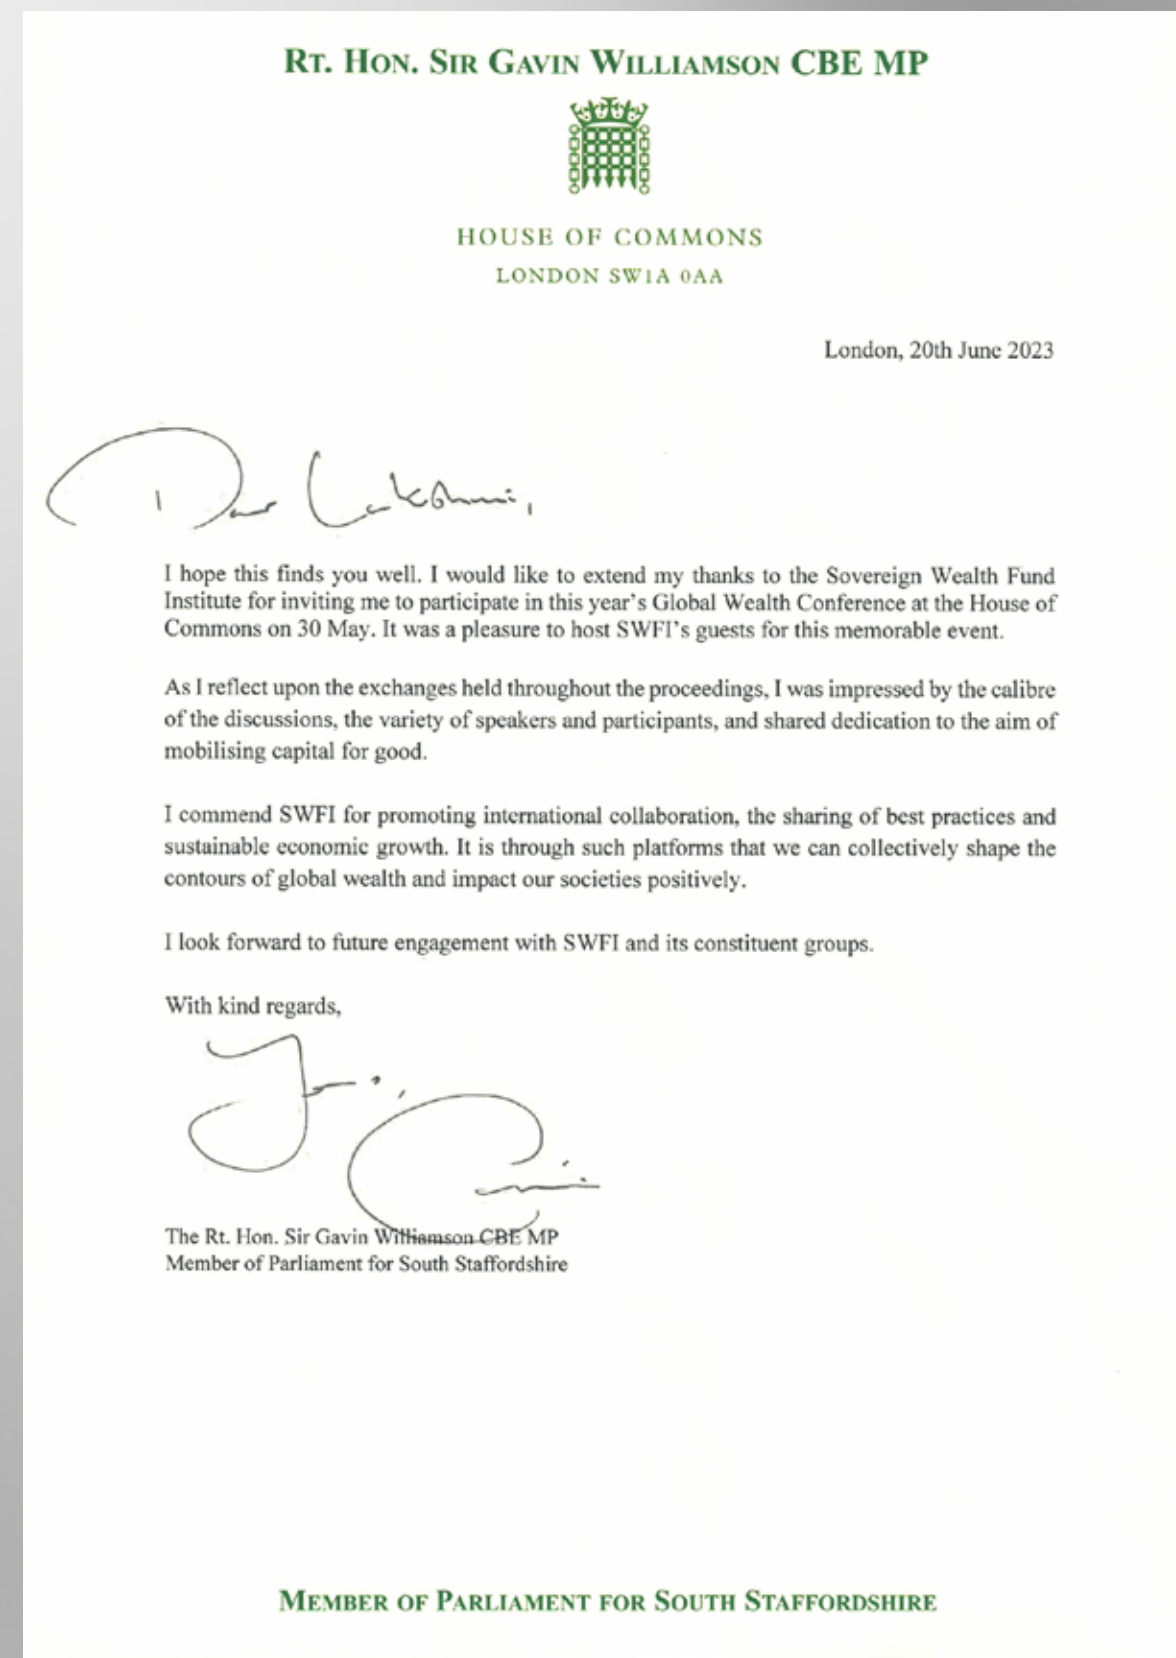 RT. HON. SIR GAVIN WILLIAMSON CBE MP
HOUSE OF COMMONS
LONDON SW1A 0AA
London, 20th June 2023
Dear Lakshmi,
I hope this finds you well. I would like to extend my thanks to the Sovereign Wealth Fund
Institute for inviting me to participate in this year's Global Wealth Conference at the House of
Commons on 30 May. It was a pleasure to host SWFI's guests for this memorable event.
As I reflect upon the exchanges held throughout the proceedings, I was impressed by the calibre
of the discussions, the variety of speakers and participants, and shared dedication to the aim of
mobilising capital for good.
I commend SWFI for promoting international collaboration, the sharing of best practices and
sustainable economic growth. It is through such platforms that we can collectively shape the
contours of global wealth and impact our societies positively.
I look forward to future engagement with SWFI and its constituent groups.
With kind regards,
The Rt. Hon. Sir Gavin Williamson CBE MP
Member of Parliament for South Staffordshire
MEMBER OF PARLIAMENT FOR SOUTH STAFFORDSHIRE